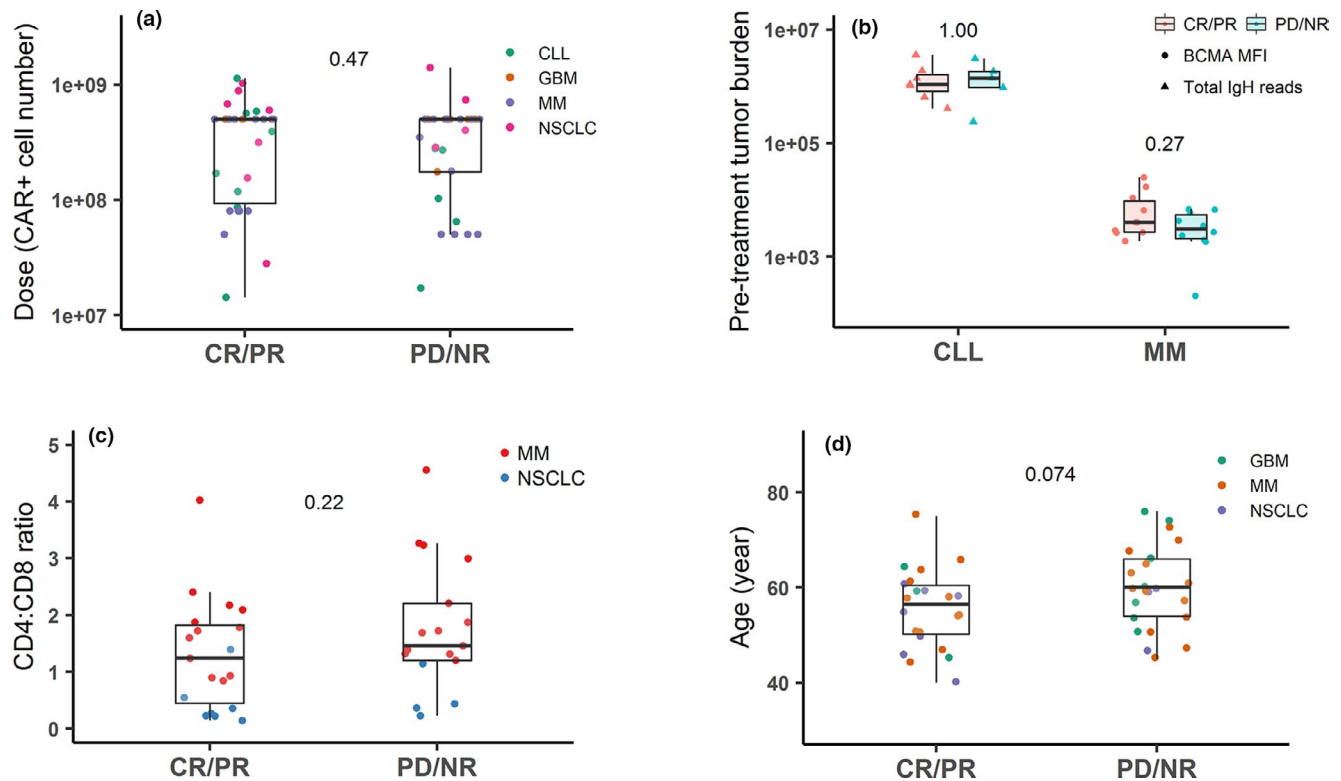 (a)
0.47
CLL
GBM
MM
NSCLC
Dose (CAR+ cell number)
1e+09
1e+08
1e+07
CR/PR PD/NR
(b)
1.00
0.27
CR/PR PD/NR
BCMA MFI
Total IgH reads
Pre-treatment tumor burden
1e+07
1e+05
1e+03
CLL MM
(c)
0.22
MM
NSCLC
CD4:CD8 ratio
5
4
3
2
1
0
CR/PR PD/NR
(d)
0.074
GBM
MM
NSCLC
Age (year)
80
60
40
CR/PR PD/NR